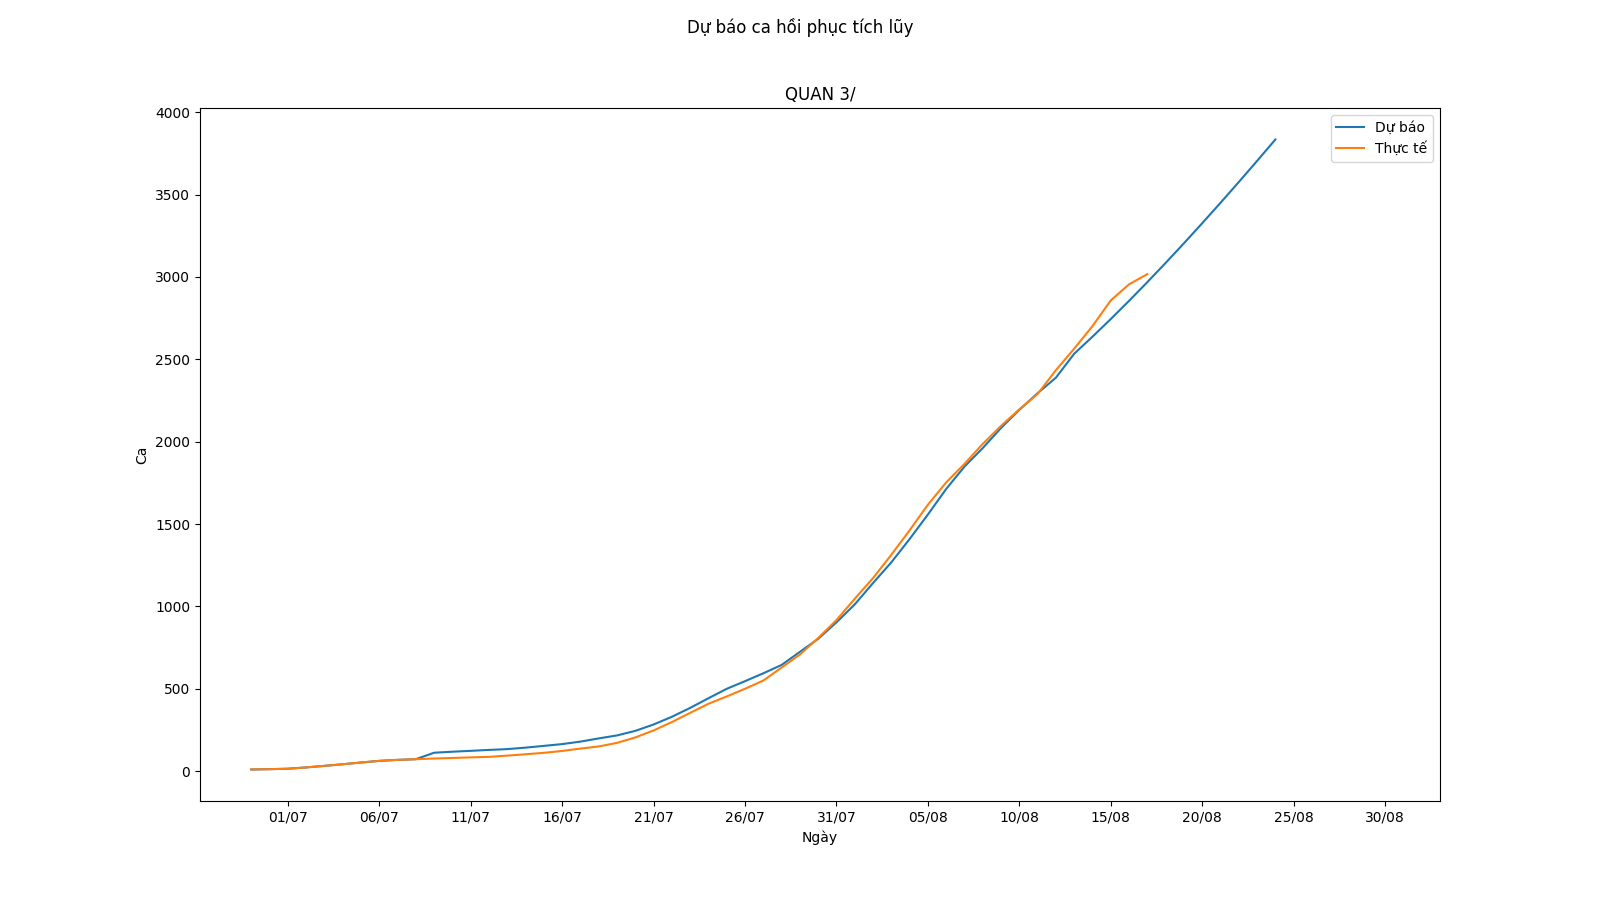 Dự báo ca hồi phục tích lũy
QUAN 3/
Dự báo
Thực tế
4000
3500
3000
2500
2000
1500
1000
500
0
Ca
01/07 06/07 11/07 16/07 21/07 26/07 31/07 05/08 10/08 15/08 20/08 25/08 30/08
Ngày